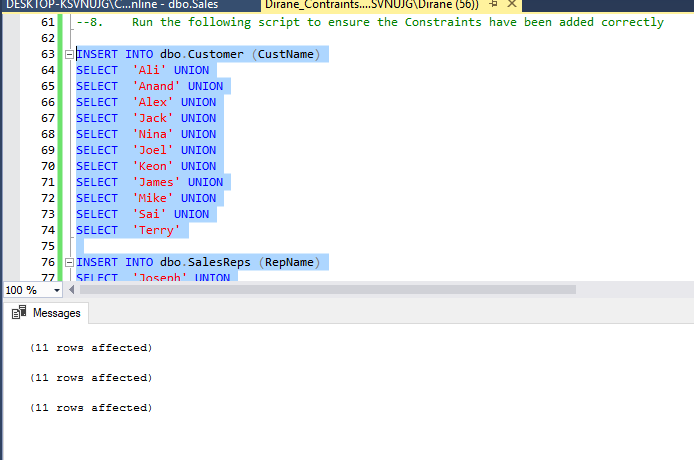 DESKTOP-KSVNUJG\C...nline - dbo.Sales Dirane_Contraints....SVNUJG\Dirane (56))
61 --8. Run the following script to ensure the Constraints have been added correctly
62
63 INSERT INTO dbo.Customer (CustName)
64 SELECT 'Ali' UNION
65 SELECT 'Anand' UNION
66 SELECT 'Alex' UNION
67 SELECT 'Jack' UNION
68 SELECT 'Nina' UNION
69 SELECT 'Joel' UNION
70 SELECT 'Keon' UNION
71 SELECT 'James' UNION
72 SELECT 'Mike' UNION
73 SELECT 'Sai' UNION
74 SELECT 'Terry'
75
76 INSERT INTO dbo.SalesReps (RepName)
77 SELECT 'Joseph' UNION
100 %
Messages
(11 rows affected)
(11 rows affected)
(11 rows affected)